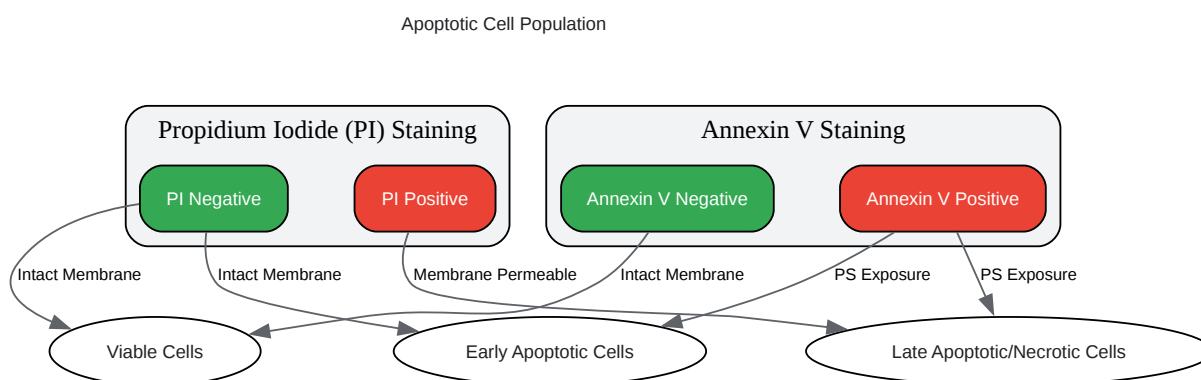 Apoptotic Cell Population
Propidium Iodide (PI) Staining
Annexin V Staining
PI Negative
PI Positive
Annexin V Negative
Annexin V Positive
Intact Membrane
Intact Membrane
Membrane Permeable
Intact Membrane
PS Exposure
PS Exposure
Viable Cells
Early Apoptotic Cells
Late Apoptotic/Necrotic Cells